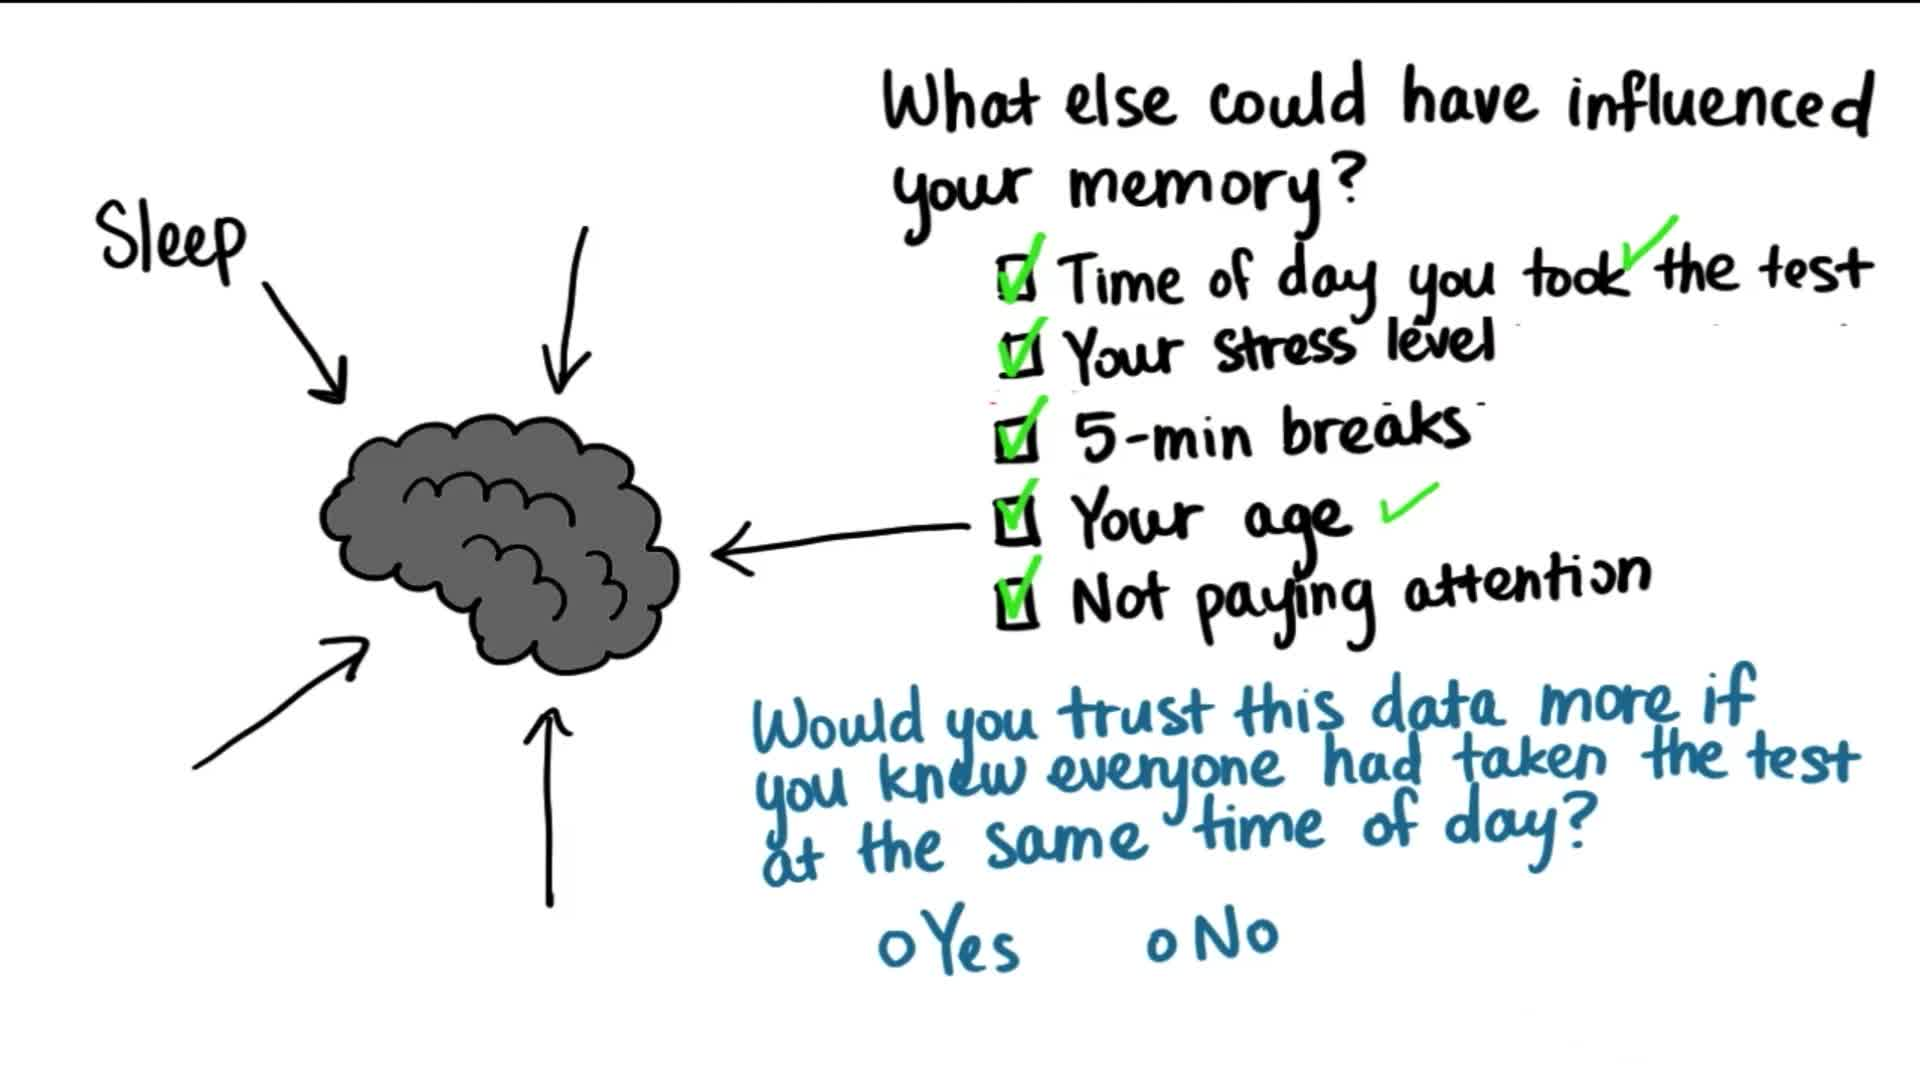 Sleep
What else could have influenced
your memory?
Time of day you took the test
Your stress level
5-min breaks
Your age
Not paying attention
Would you trust this data more if
you knew everyone had taken the test
at the same time of day?
Yes
No